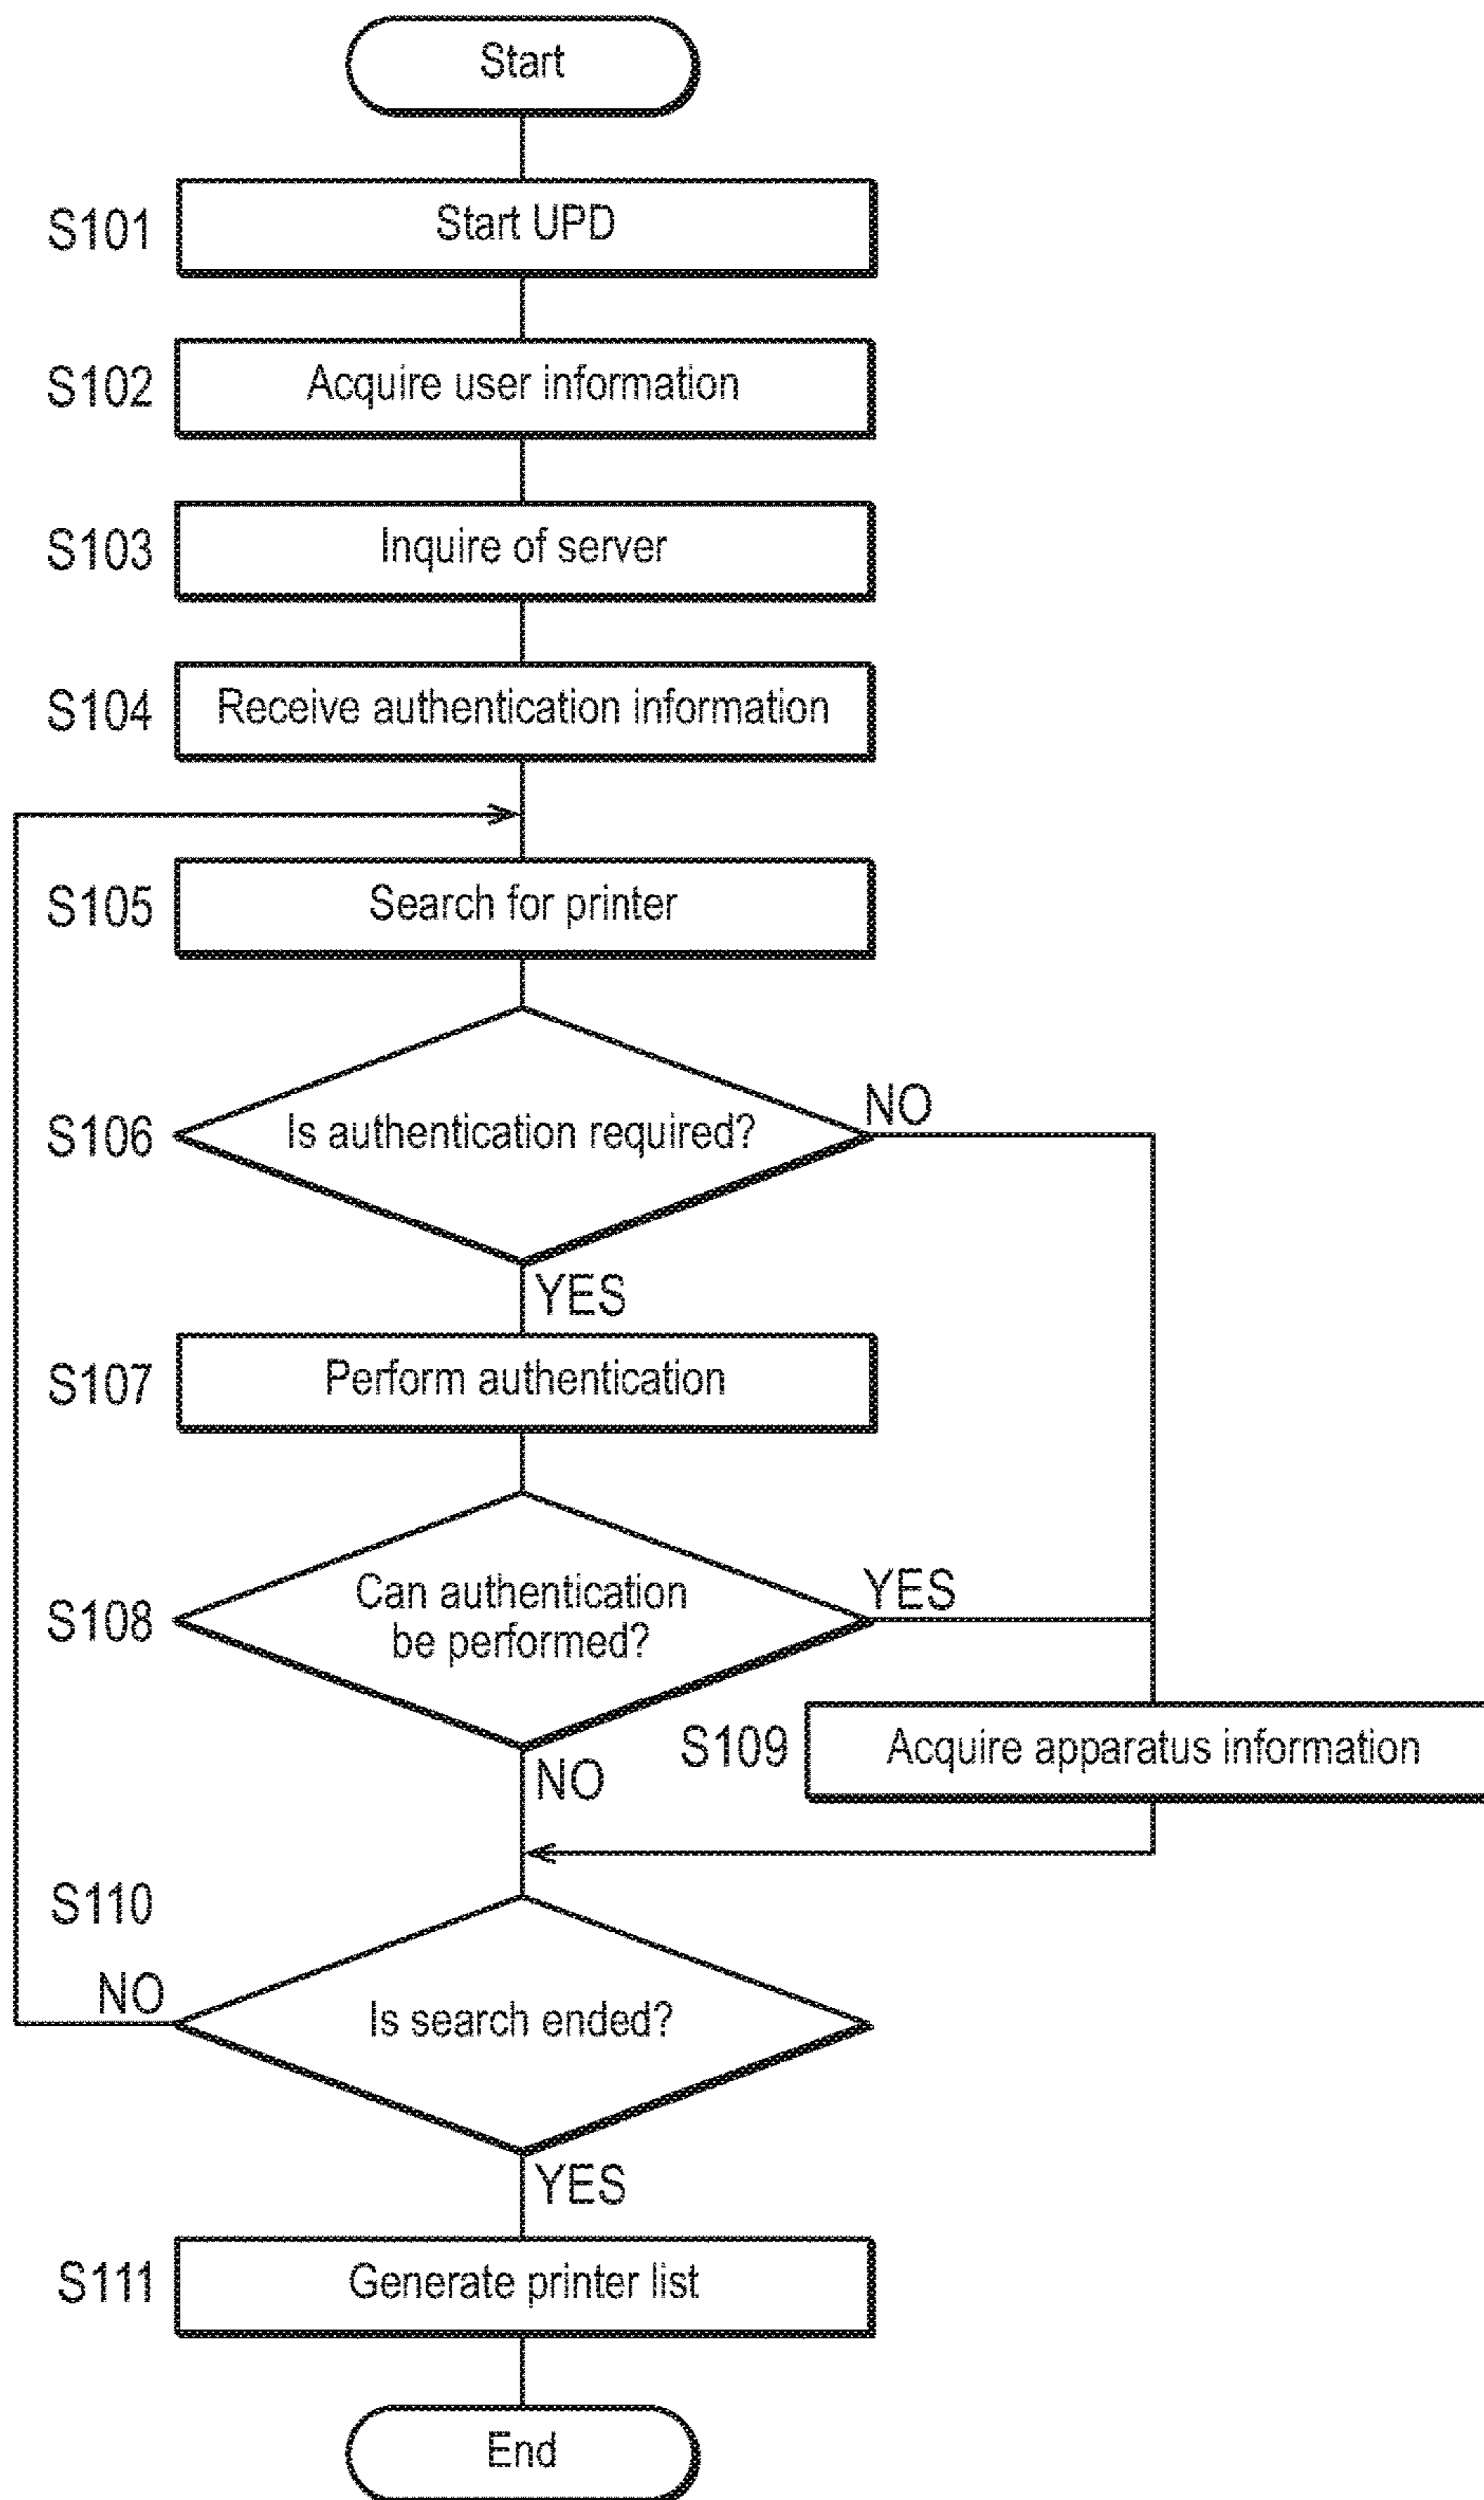 Start
S101
Start UPD
S102
Acquire user information
S103
Inquire of server
S104
Receive authentication information
S105
Search for printer
S106
Is authentication required?
NO
YES
S107
Perform authentication
S108
Can authentication
be performed?
YES
NO
S109
Acquire apparatus information
S110
Is search ended?
NO
YES
S111
Generate printer list
End